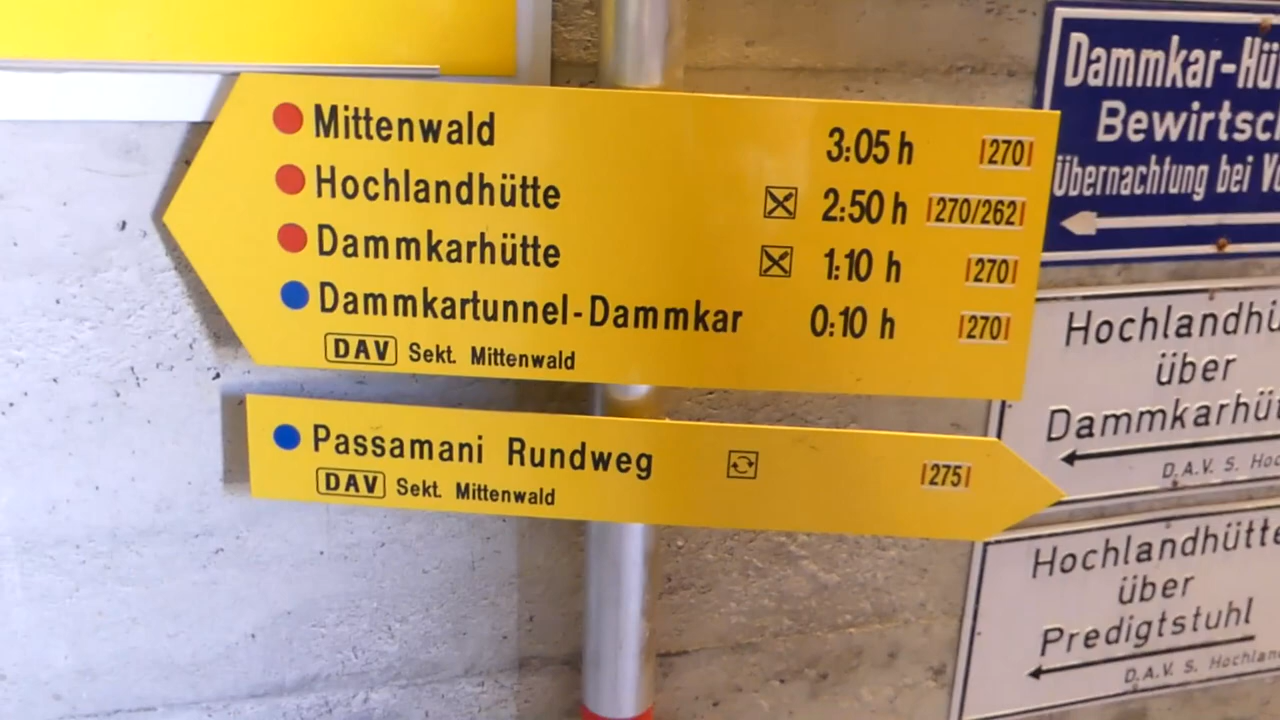 Mittenwald 3:05 h 270
Hochlandhütte 2:50 h 270/262
Dammkarhütte 1:10 h 270
Dammkartunnel-Dammkar 0:10 h 270
DAV Sekt. Mittenwald
Passamani Rundweg 275
DAV Sekt. Mittenwald
Übernachtung bei
über
D.A.V. S.
Hochlandhütte
über
Predigtstuhl
D.A.V. S.